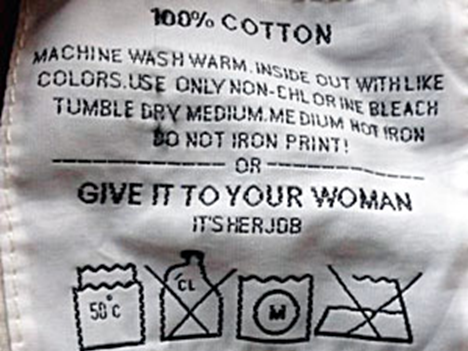 100% COTTON
MACHINE WASH WARM. INSIDE OUT WITH LIKE
COLORS.USE ONLY NON-CHLORINE BLEACH
TUMBLE DRY MEDIUM.MEDIUM HOT IRON
DO NOT IRON PRINT!
OR
GIVE IT TO YOUR WOMAN
IT'S HER JOB
50°C CL M